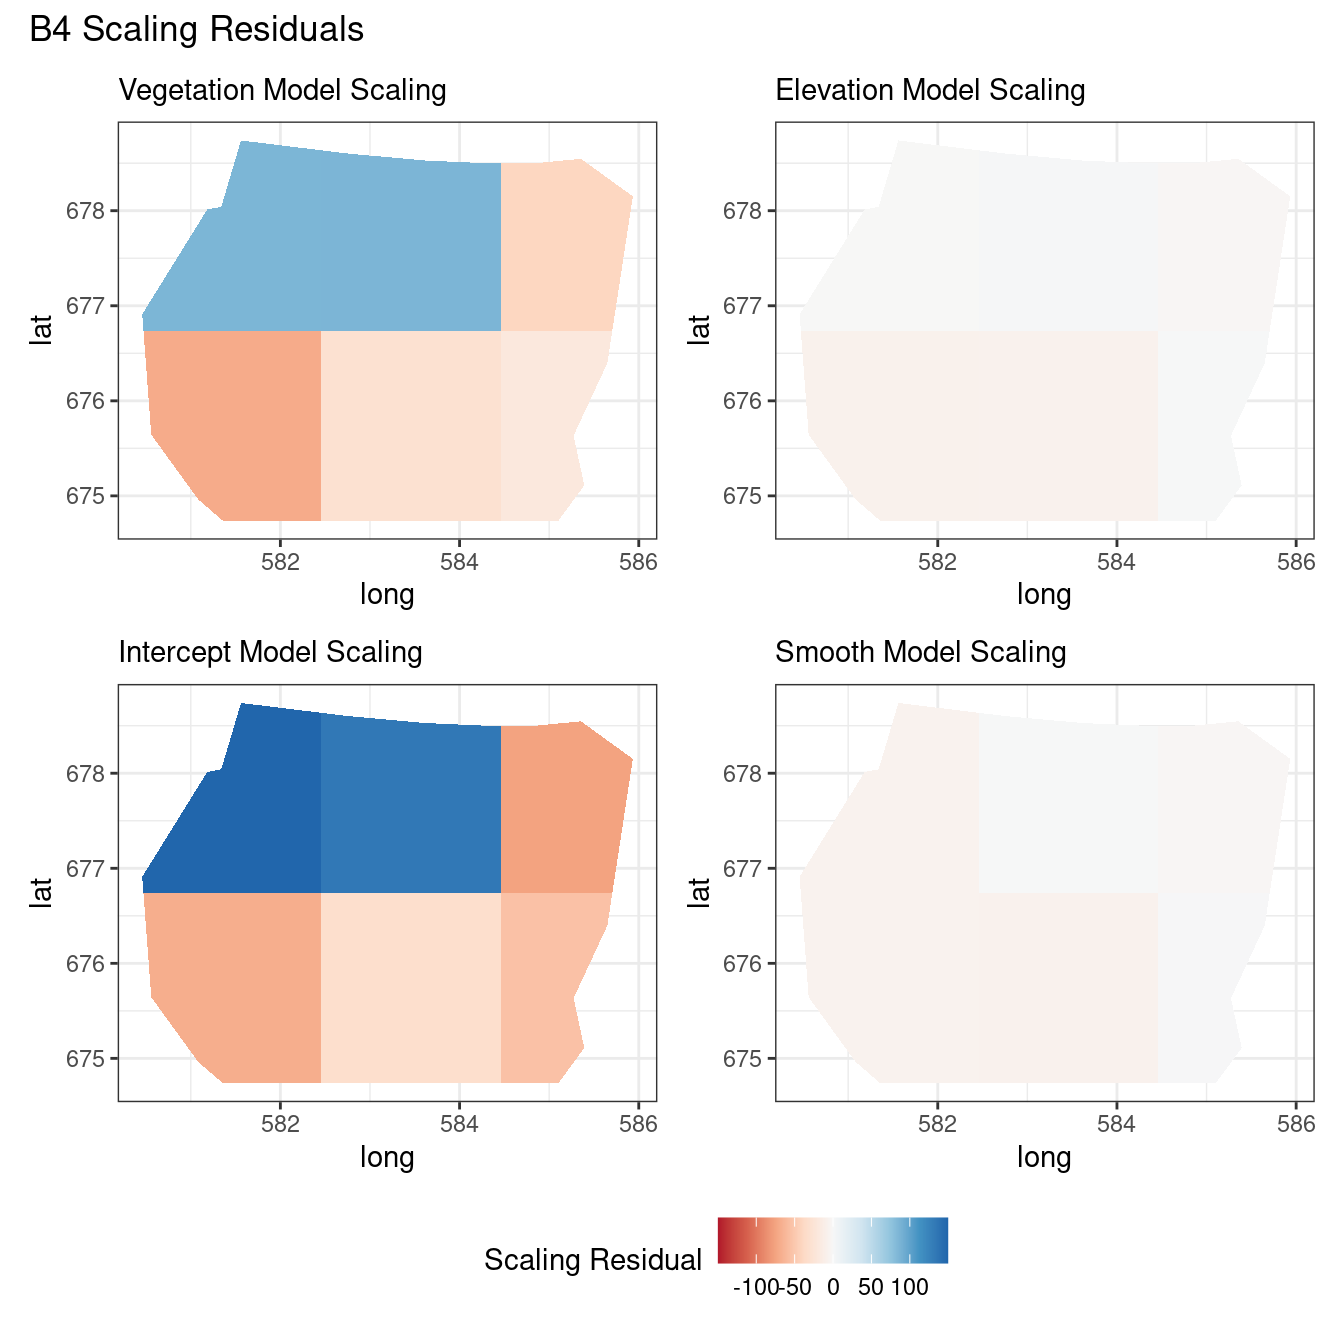 B4 Scaling Residuals
Vegetation Model Scaling
678
677
676
675
lat
582 584 586
long
Elevation Model Scaling
678
677
676
675
lat
582 584 586
long
Intercept Model Scaling
678
677
676
675
lat
582 584 586
long
Smooth Model Scaling
678
677
676
675
lat
582 584 586
long
Scaling Residual
-100 -50 0 50 100